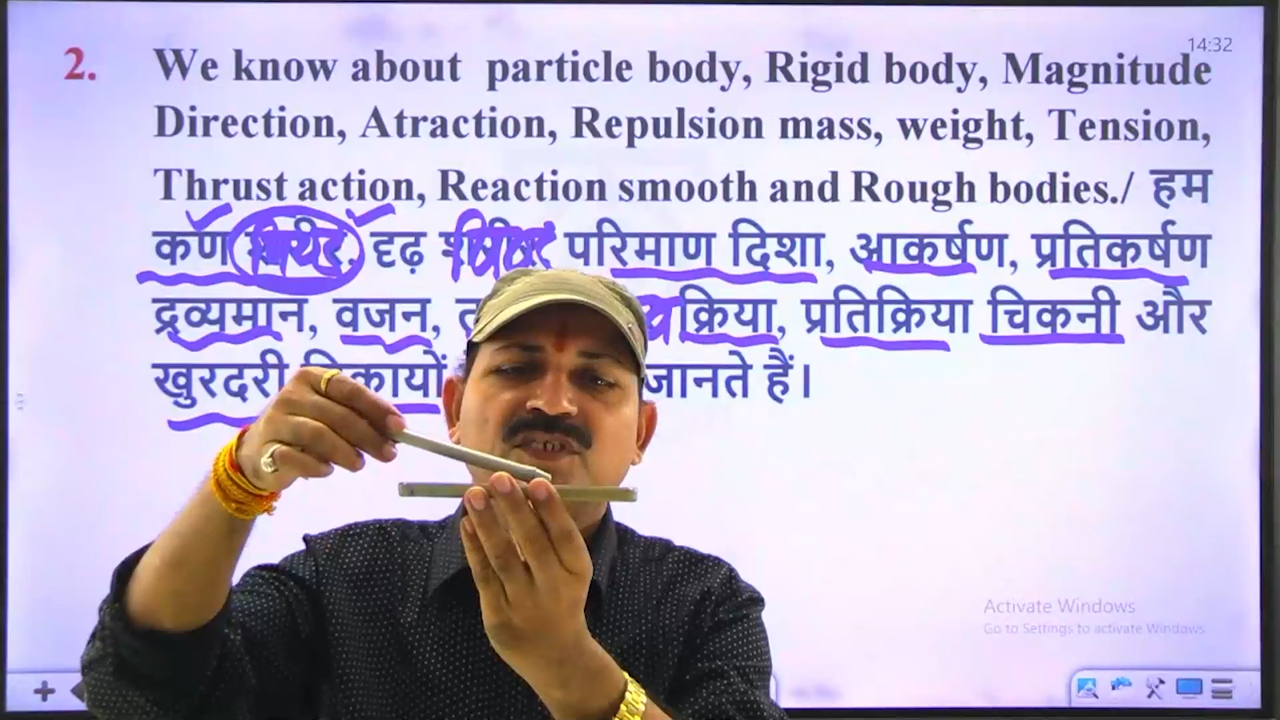 14:32
2. We know about particle body, Rigid body, Magnitude
Direction, Atraction, Repulsion mass, weight, Tension,
Thrust action, Reaction smooth and Rough bodies./ हम
कण दृढ़ परिमाण दिशा, आकर्षण, प्रतिकर्षण
द्रव्यमान, वजन, क्रिया, प्रतिक्रिया चिकनी और
खुरदरी निकायों जानते हैं।
Activate Windows
Go to Settings to activate Windows